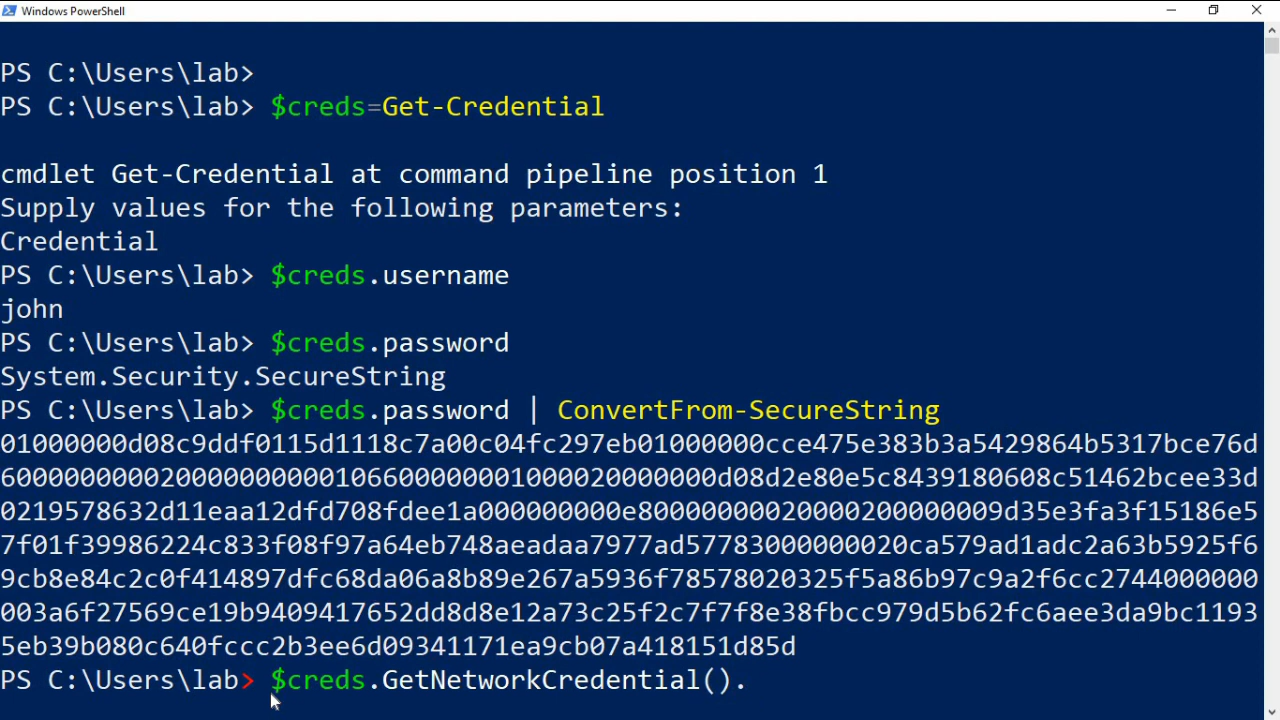 Windows PowerShell
PS C:\Users\lab>
PS C:\Users\lab> $creds=Get-Credential
cmdlet Get-Credential at command pipeline position 1
Supply values for the following parameters:
Credential
PS C:\Users\lab> $creds.username
john
PS C:\Users\lab> $creds.password
System.Security.SecureString
PS C:\Users\lab> $creds.password | ConvertFrom-SecureString
01000000d08c9ddf0115d1118c7a00c04fc297eb01000000cce475e383b3a5429864b5317bce76d
6000000000200000000001066000000010000200000000d08d2e80e5c8439180608c51462bcee33d
0219578632d11eaa12dfd708fdee1a000000000e80000000020000200000009d35e3fa3f15186e5
7f01f39986224c833f08f97a64eb748aeadaa7977ad57783000000020ca579ad1adc2a63b5925f6
9cb8e84c2c0f414897dfc68da06a8b89e267a5936f78578020325f5a86b97c9a2f6cc2744000000
003a6f27569ce19b9409417652dd8d8e12a73c25f2c7f7f8e38fbcc979d5b62fc6aee3da9bc1193
5eb39b080c640fccc2b3ee6d09341171ea9cb07a418151d85d
PS C:\Users\lab> $creds.GetNetworkCredential().